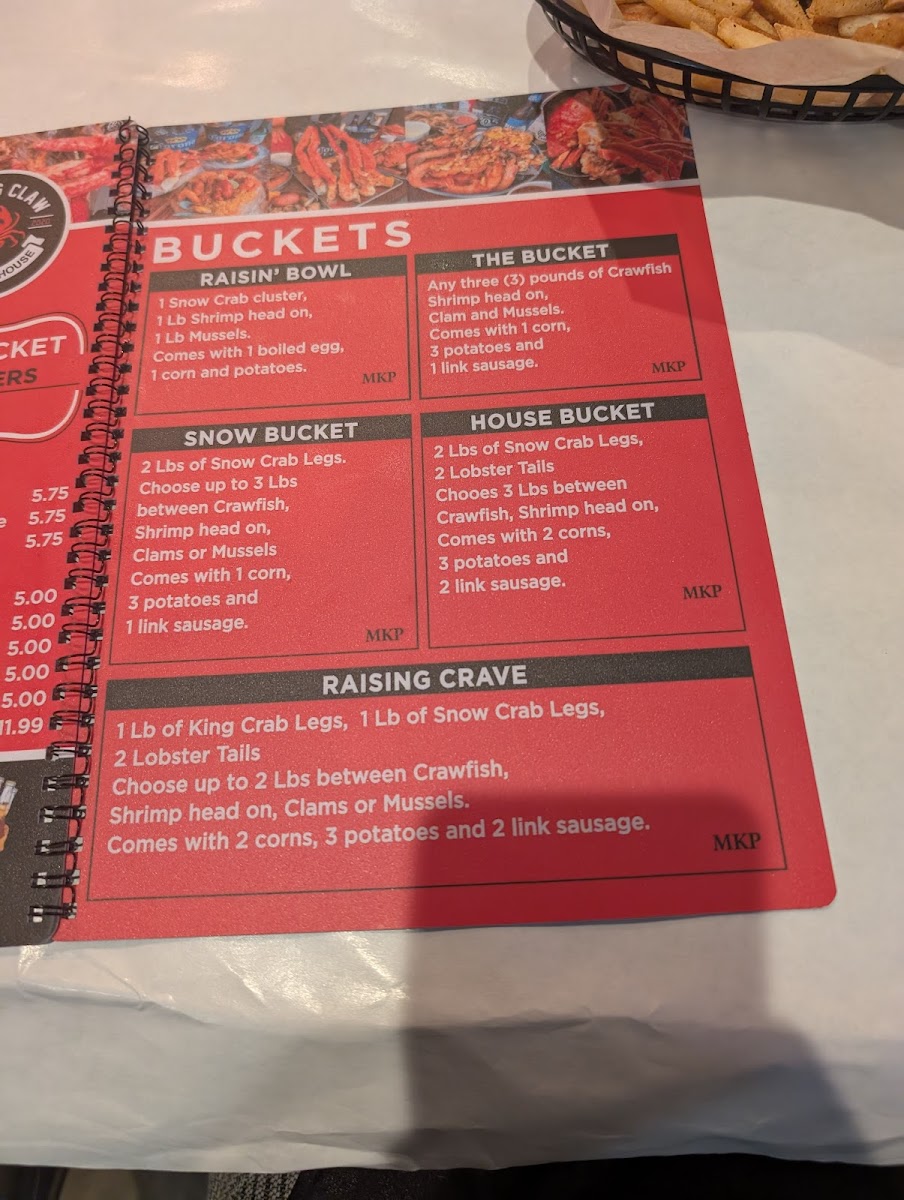 G CLAW
HOUSE
CKET
ERS
5.75
e 5.75
5.75
5.00
5.00
5.00
5.00
5.00
11.99
BUCKETS
RAISIN' BOWL
1 Snow Crab cluster,
1 Lb Shrimp head on,
1 Lb Mussels.
Comes with 1 boiled egg,
1 corn and potatoes.
MKP
THE BUCKET
Any three (3) pounds of Crawfish
Shrimp head on,
Clam and Mussels.
Comes with 1 corn,
3 potatoes and
1 link sausage.
MKP
SNOW BUCKET
2 Lbs of Snow Crab Legs.
Choose up to 3 Lbs
between Crawfish,
Shrimp head on,
Clams or Mussels
Comes with 1 corn,
3 potatoes and
1 link sausage.
MKP
HOUSE BUCKET
2 Lbs of Snow Crab Legs,
2 Lobster Tails
Chooes 3 Lbs between
Crawfish, Shrimp head on,
Comes with 2 corns,
3 potatoes and
2 link sausage.
MKP
RAISING CRAVE
1 Lb of King Crab Legs, 1 Lb of Snow Crab Legs,
2 Lobster Tails
Choose up to 2 Lbs between Crawfish,
Shrimp head on, Clams or Mussels.
Comes with 2 corns, 3 potatoes and 2 link sausage.
MKP